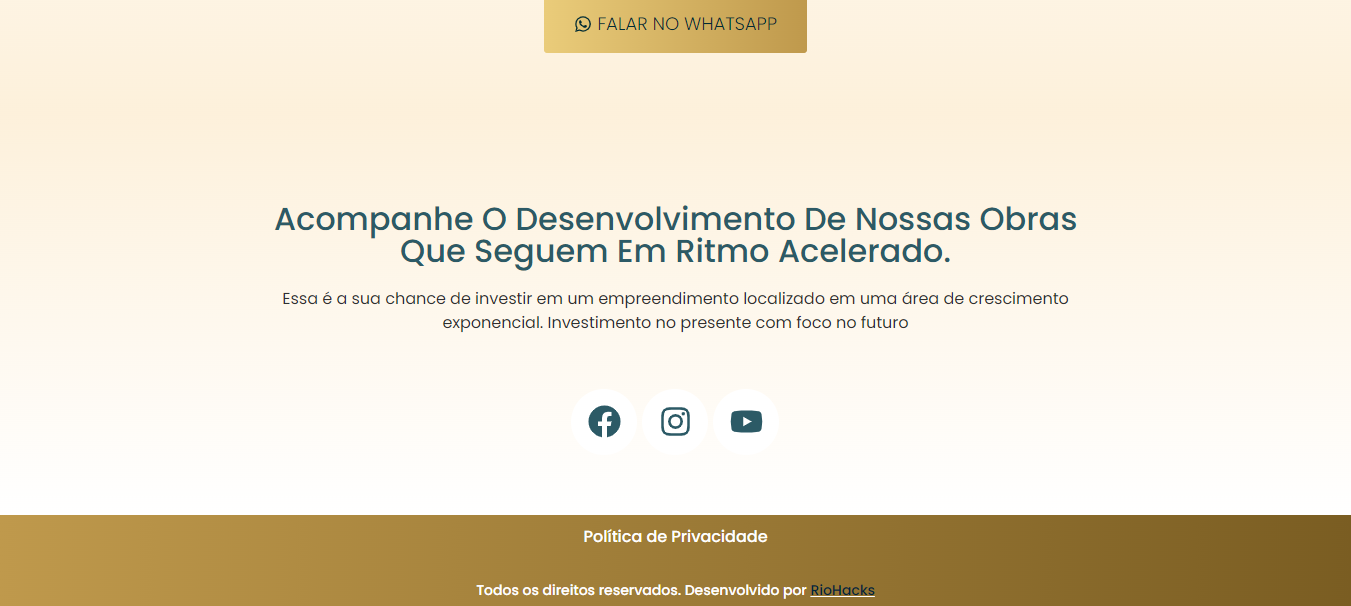 FALAR NO WHATSAPP
Acompanhe O Desenvolvimento De Nossas Obras
Que Seguem Em Ritmo Acelerado.
Essa é a sua chance de investir em um empreendimento localizado em uma área de crescimento
exponencial. Investimento no presente com foco no futuro
Política de Privacidade
Todos os direitos reservados. Desenvolvido por RioHacks